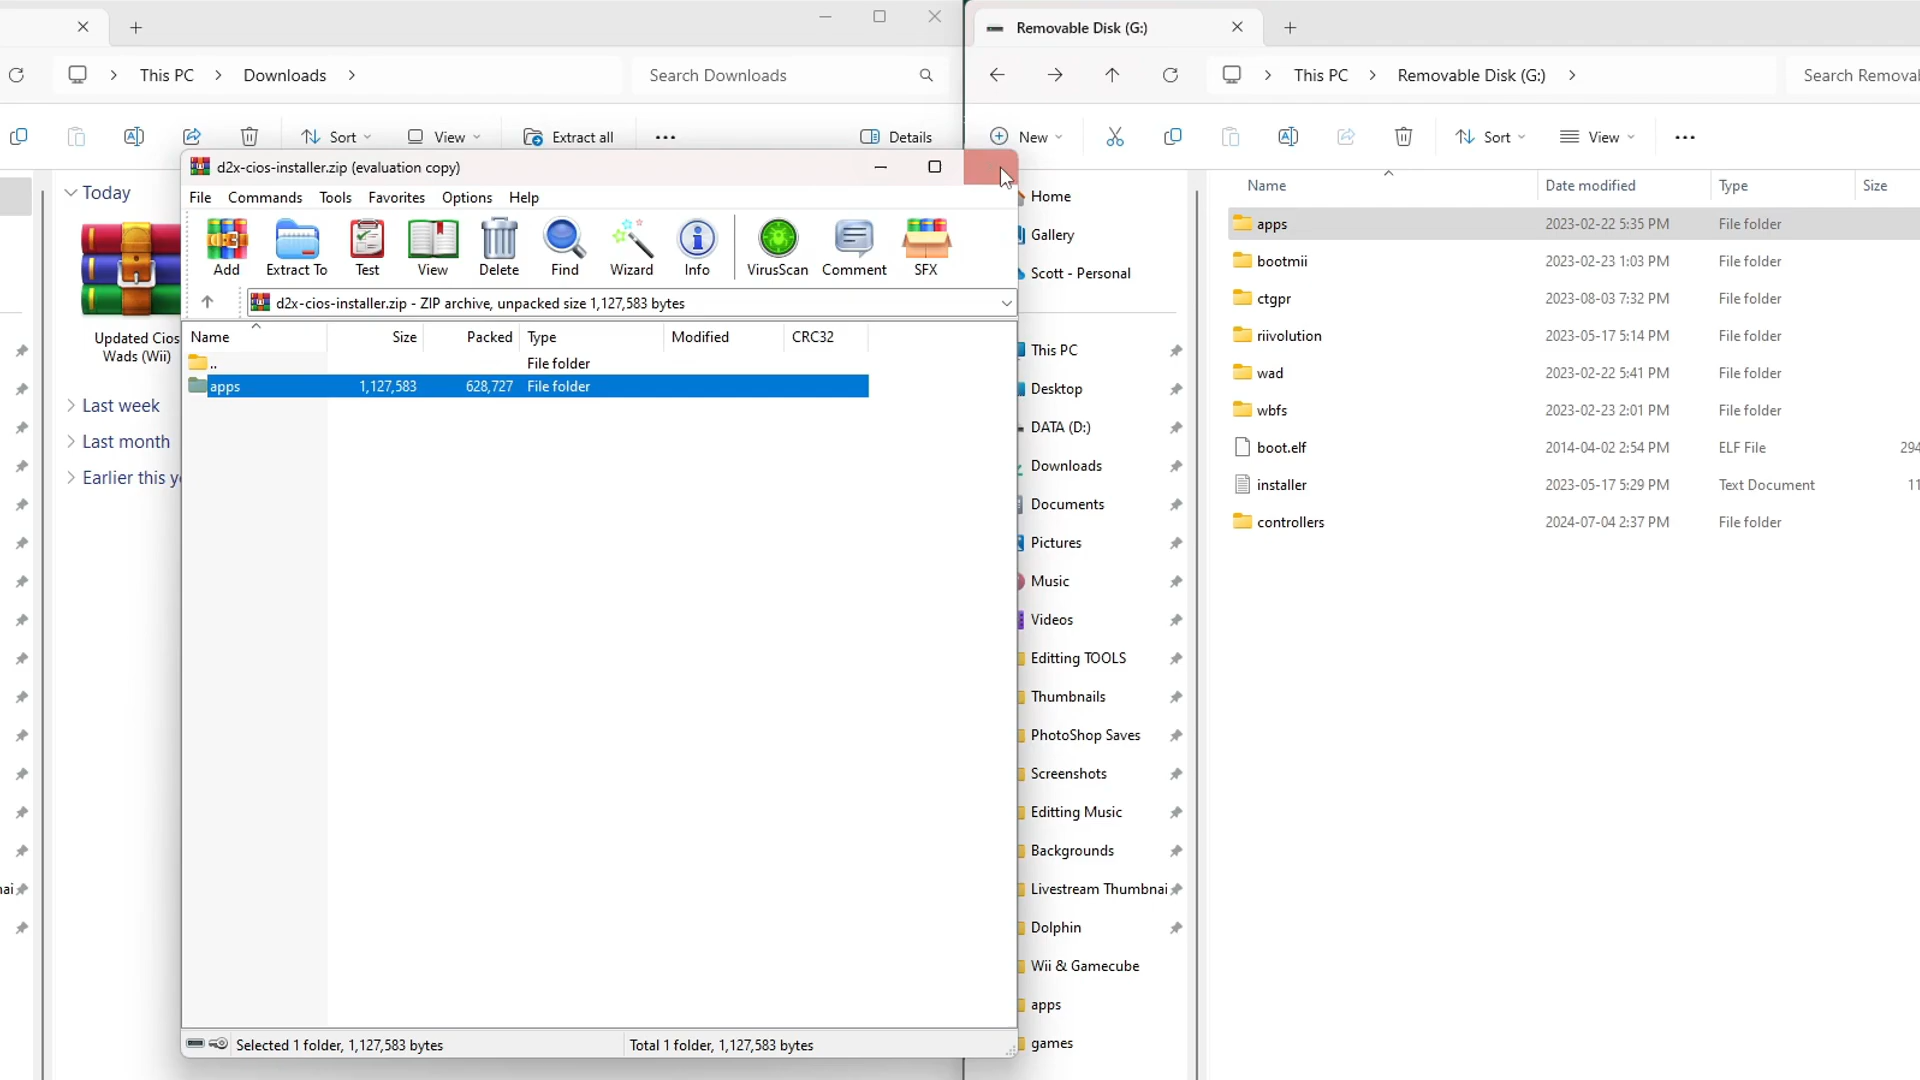 This PC
Downloads
Search Downloads
Sort
View
Extract all
Details
Today
Updated Cios
Wads (Wii)
Last week
Last month
Earlier this
d2x-cios-installer.zip (evaluation copy)
File Commands Tools Favorites Options Help
Add Extract To Test View Delete Find Wizard Info VirusScan Comment SFX
d2x-cios-installer.zip - ZIP archive, unpacked size 1,127,583 bytes
Name Size Packed Type Modified CRC32
.. File folder
apps 1,127,583 628,727 File folder
Selected 1 folder, 1,127,583 bytes
Total 1 folder, 1,127,583 bytes
Removable Disk (G:)
This PC
Removable Disk (G:)
Search
New
Sort
View
Home
Gallery
Scott - Personal
This PC
Desktop
DATA (D:)
Downloads
Documents
Pictures
Music
Videos
Editting TOOLS
Thumbnails
PhotoShop Saves
Screenshots
Editting Music
Backgrounds
Livestream Thumbnai
Dolphin
Wii & Gamecube
apps
games
Name Date modified Type Size
apps 2023-02-22 5:35 PM File folder
bootmii 2023-02-23 1:03 PM File folder
ctgpr 2023-08-03 7:32 PM File folder
riivolution 2023-05-17 5:14 PM File folder
wad 2023-02-22 5:41 PM File folder
wbfs 2023-02-23 2:01 PM File folder
boot.elf 2014-04-02 2:54 PM ELF File 294
installer 2023-05-17 5:29 PM Text Document 11
controllers 2024-07-04 2:37 PM File folder